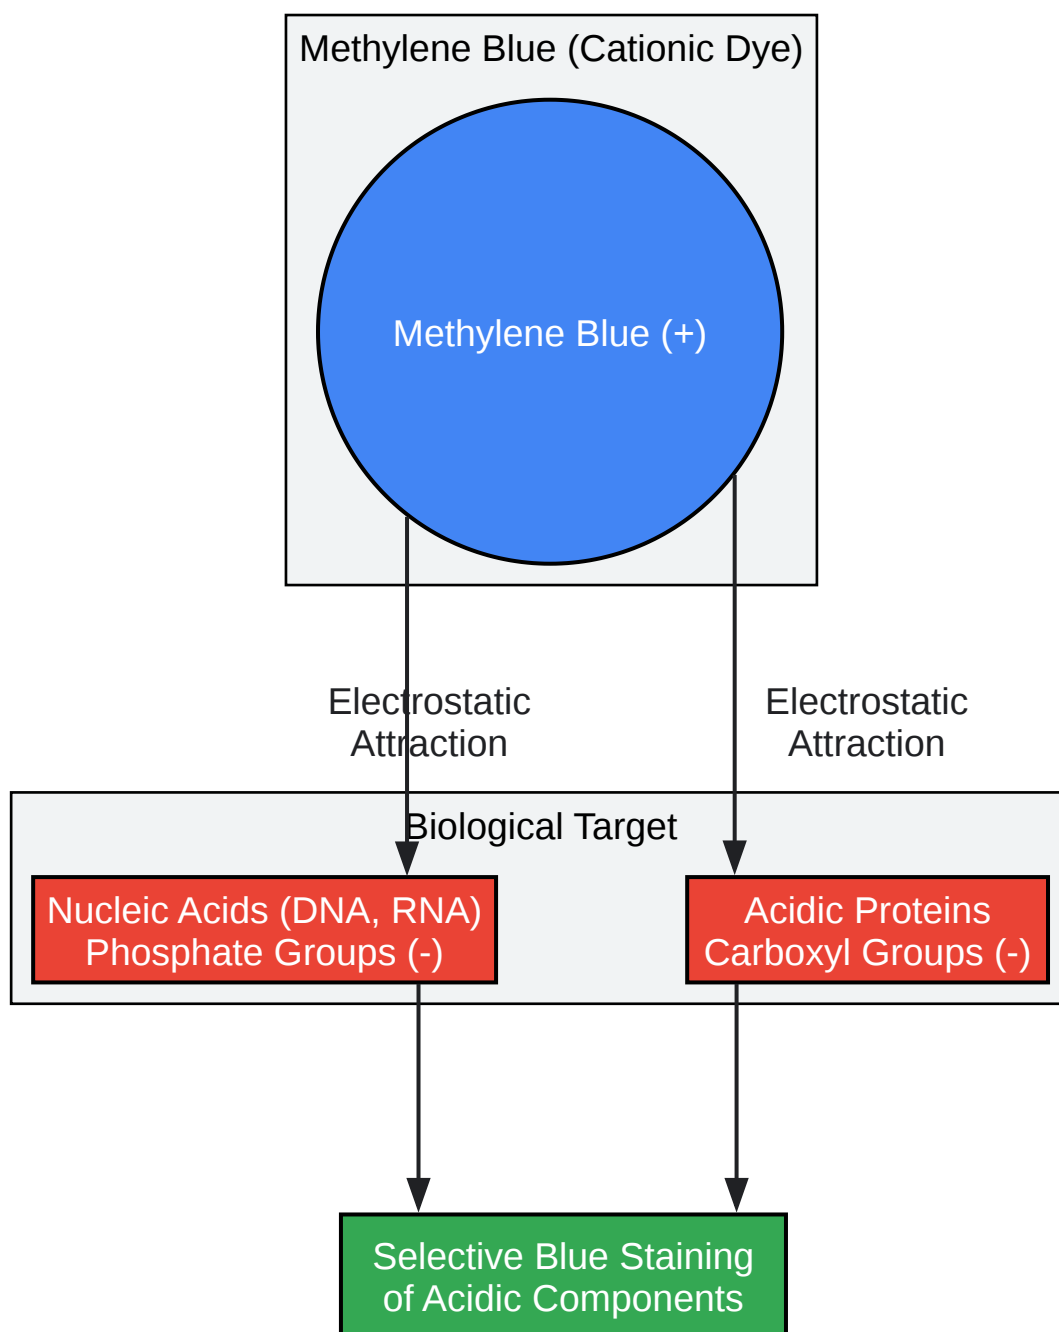 Methylene Blue (Cationic Dye)
Methylene Blue (+)
Electrostatic
Attraction
Electrostatic
Attraction
Biological Target
Nucleic Acids (DNA, RNA)
Phosphate Groups (-)
Acidic Proteins
Carboxyl Groups (-)
Selective Blue Staining
of Acidic Components